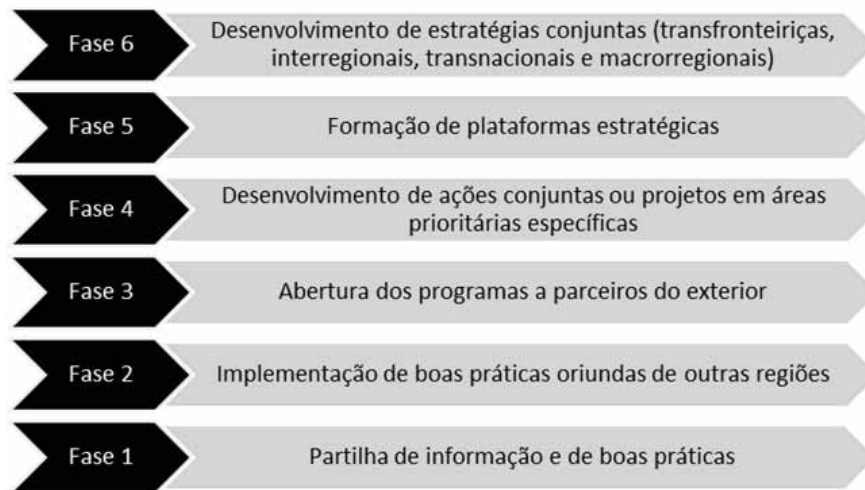 Fase 6
Desenvolvimento de estratégias conjuntas (transfronteiriças,
interregionais, transnacionais e macrorregionais)
Fase 5
Formação de plataformas estratégicas
Fase 4
Desenvolvimento de ações conjuntas ou projetos em áreas
prioritárias específicas
Fase 3
Abertura dos programas a parceiros do exterior
Fase 2
Implementação de boas práticas oriundas de outras regiões
Fase 1
Partilha de informação e de boas práticas